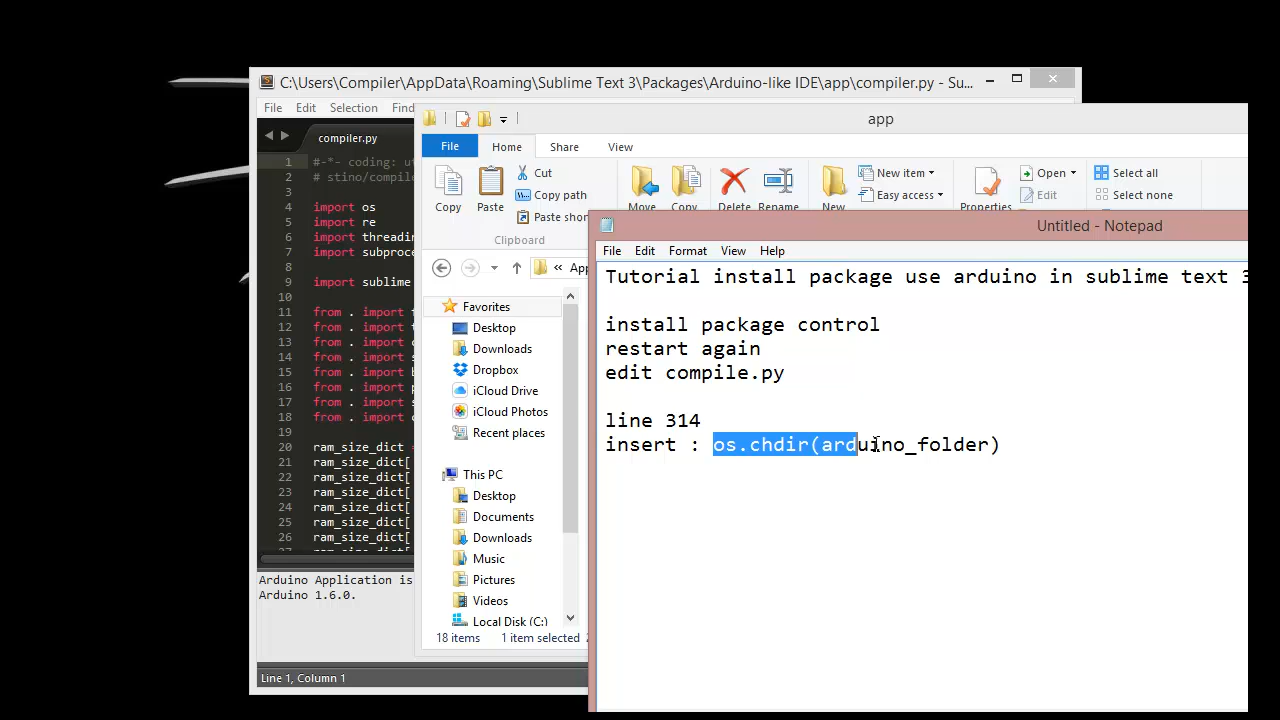 C:\Users\Compiler\AppData\Roaming\Sublime Text 3\Packages\Arduino-like IDE\app\compiler.py - Su...
File Edit Selection Find
compiler.py
1 #-*- coding: ut
2 # stino/compile
3
4 import os
5 import re
6 import threadin
7 import subproce
8
9 import sublime
10
11 from . import
12 from . import
13 from . import
14 from . import
15 from . import
16 from . import
17 from . import
18 from . import
19
20 ram_size_dict
21 ram_size_dict[
22 ram_size_dict[
23 ram_size_dict[
24 ram_size_dict[
25 ram_size_dict[
26 ram_size_dict[
27 ram_size_dict[
Arduino Application is
Arduino 1.6.0.
Line 1, Column 1
app
File Home Share View
Copy Paste Cut
Copy path
Paste shor
Clipboard
Move Copy Delete Rename New
New item
Easy access
Properties
Open
Edit
Select all
Select none
« App
Favorites
Desktop
Downloads
Dropbox
iCloud Drive
iCloud Photos
Recent places
This PC
Desktop
Documents
Downloads
Music
Pictures
Videos
Local Disk (C:)
18 items 1 item selected
Untitled - Notepad
File Edit Format View Help
Tutorial install package use arduino in sublime text 3
install package control
restart again
edit compile.py
line 314
insert : os.chdir(arduino_folder)